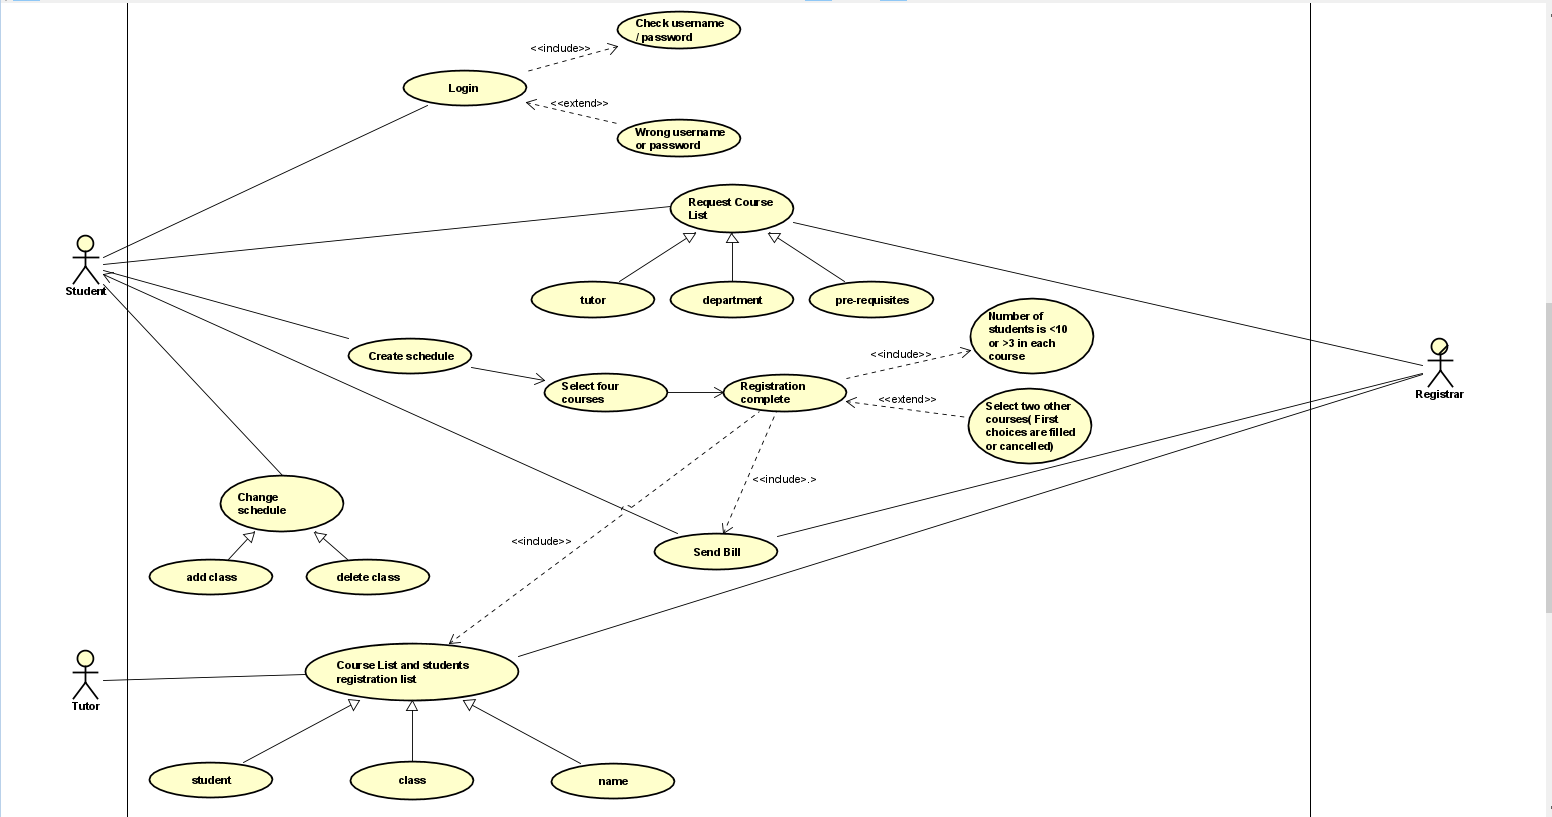 Check username
/ password
<<include>>
Login
<<extend>>
Wrong username
or password
Request Course
List
Student
tutor
department
pre-requisites
Number of
students is <10
or >3 in each
course
<<include>>
Create schedule
Select four
courses
Registration
complete
Registrar
<<extend>>
Select two other
courses( First
choices are filled
or cancelled)
<<include>.>
Change
schedule
<<include>>
Send Bill
add class
delete class
Course List and students
registration list
Tutor
student
class
name